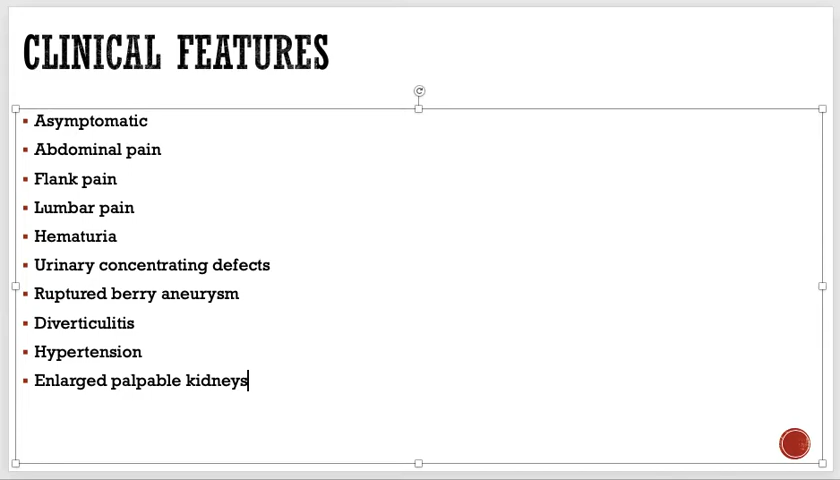 CLINICAL FEATURES
Asymptomatic
Abdominal pain
Flank pain
Lumbar pain
Hematuria
Urinary concentrating defects
Ruptured berry aneurysm
Diverticulitis
Hypertension
Enlarged palpable kidneys